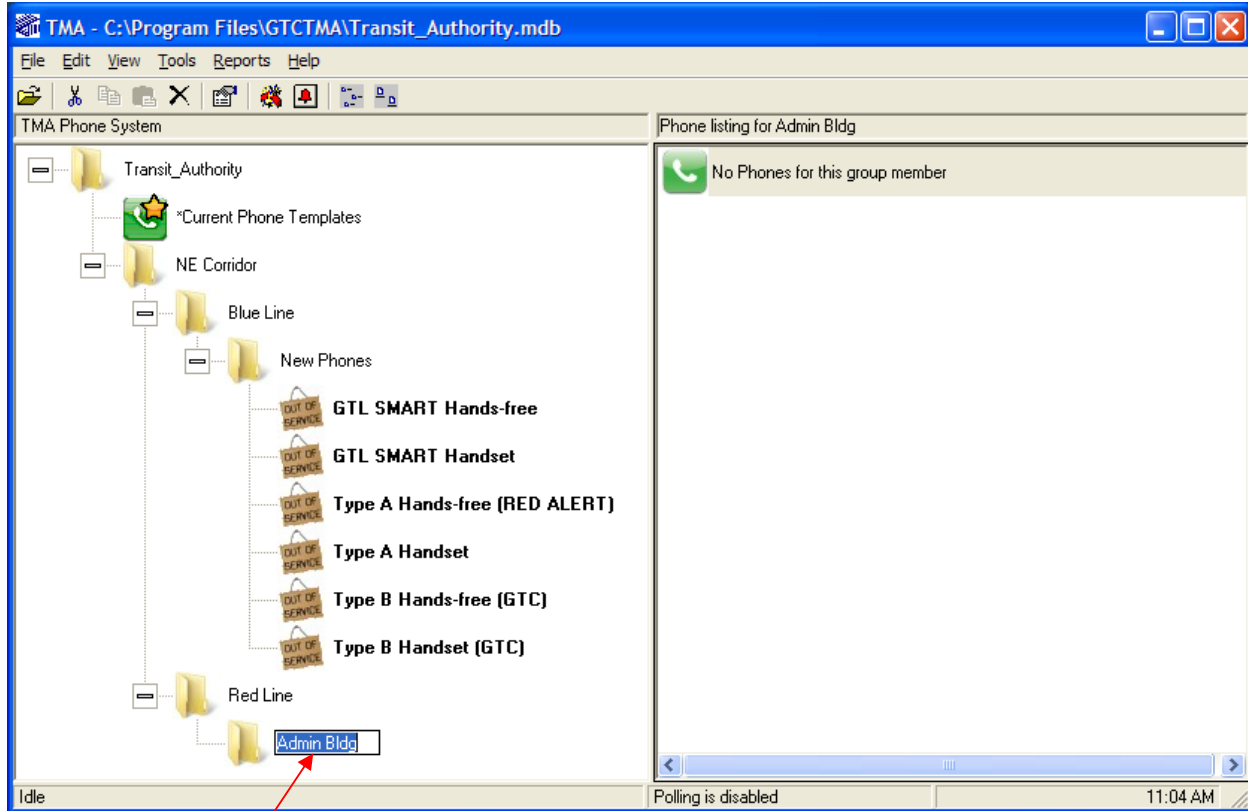 TMA - C:\Program Files\GTCTMA\Transit_Authority.mdb
File Edit View Tools Reports Help
TMA Phone System
Phone listing for Admin Bldg
Transit_Authority
*Current Phone Templates
NE Corridor
Blue Line
New Phones
OUT OF SERVICE
GTL SMART Hands-free
OUT OF SERVICE
GTL SMART Handset
OUT OF SERVICE
Type A Hands-free (RED ALERT)
OUT OF SERVICE
Type A Handset
OUT OF SERVICE
Type B Hands-free (GTC)
OUT OF SERVICE
Type B Handset (GTC)
Red Line
Admin Bldg
No Phones for this group member
Idle
Polling is disabled
11:04 AM